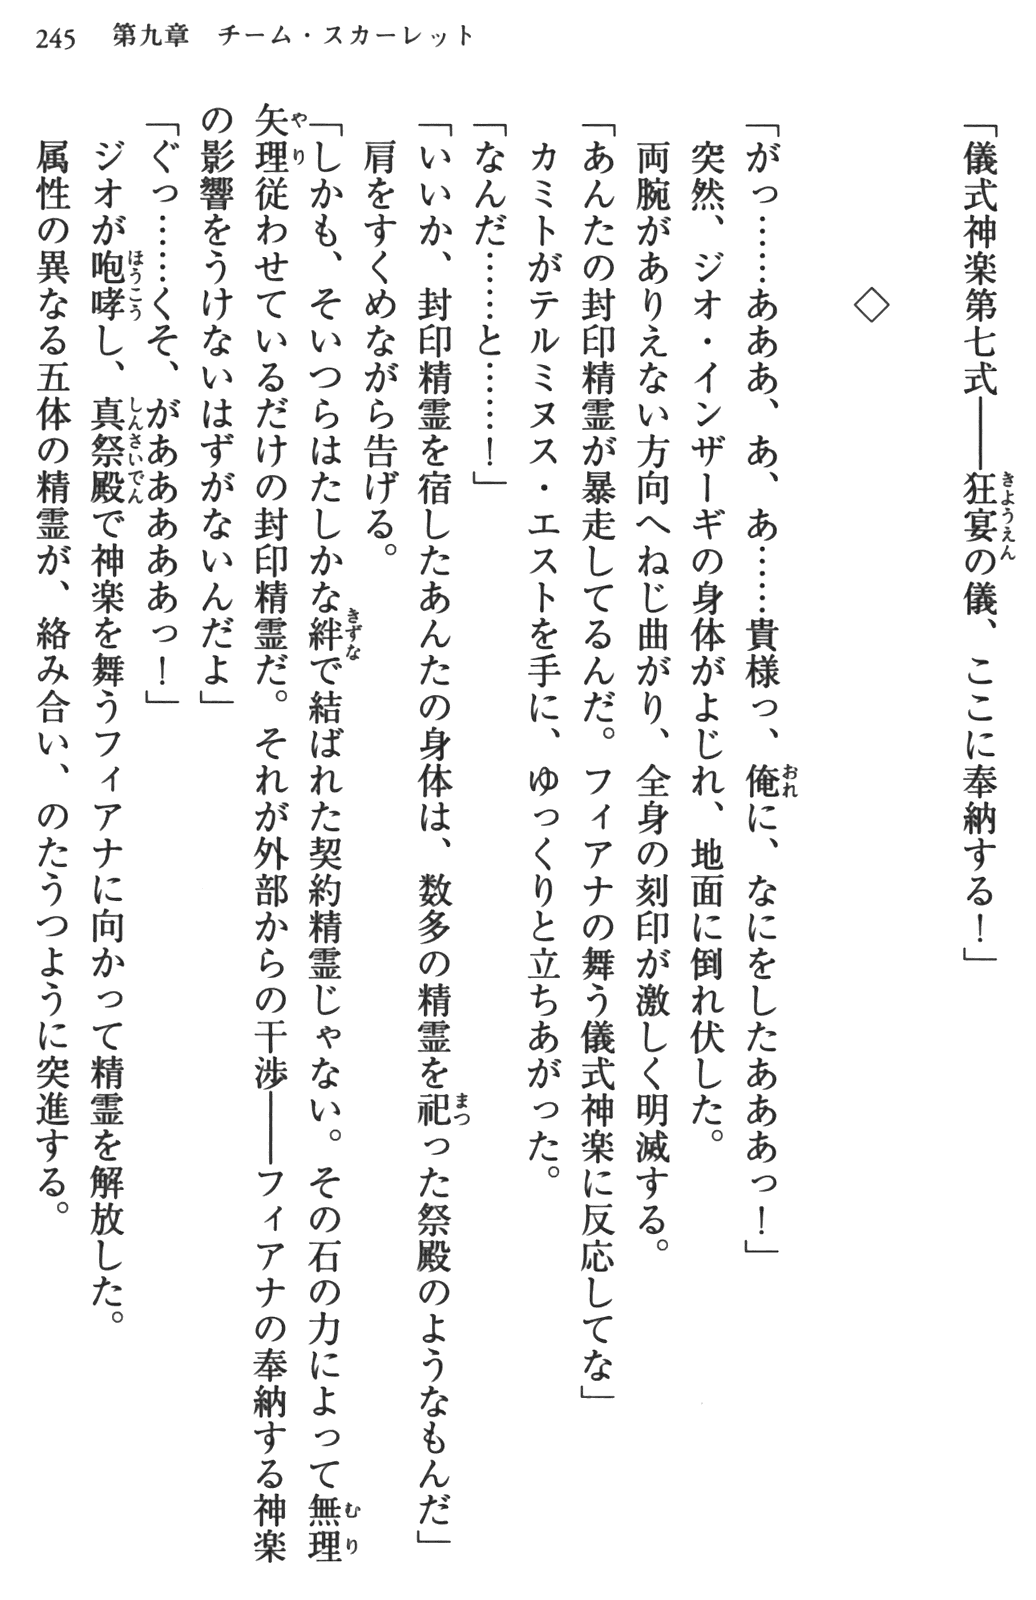 245　第九章　チーム・スカーレット
「儀式神楽第七式――狂宴の儀、ここに奉納する！」
◇
「がっ……あああ、あ、あ……貴様っ、俺に、なにをしたあああっ！」
突然、ジオ・インザーギの身体がよじれ、地面に倒れ伏した。
両腕がありえない方向へねじ曲がり、全身の刻印が激しく明滅する。
「あんたの封印精霊が暴走してるんだ。フィアナの舞う儀式神楽に反応してな」
カミトがテルミヌス・エストを手に、ゆっくりと立ちあがった。
「なんだ……と……！」
「いいか、封印精霊を宿したあんたの身体は、数多の精霊を祀った祭殿のようなもんだ」
肩をすくめながら告げる。
「しかも、そいつらはたしかな絆で結ばれた契約精霊じゃない。その石の力によって無理
矢理従わせているだけの封印精霊だ。それが外部からの干渉――フィアナの奉納する神楽
の影響をうけないはずがないんだよ」
「ぐっ……くそ、があああああっ！」
ジオが咆哮し、真祭殿で神楽を舞うフィアナに向かって精霊を解放した。
属性の異なる五体の精霊が、絡み合い、のたうつように突進する。